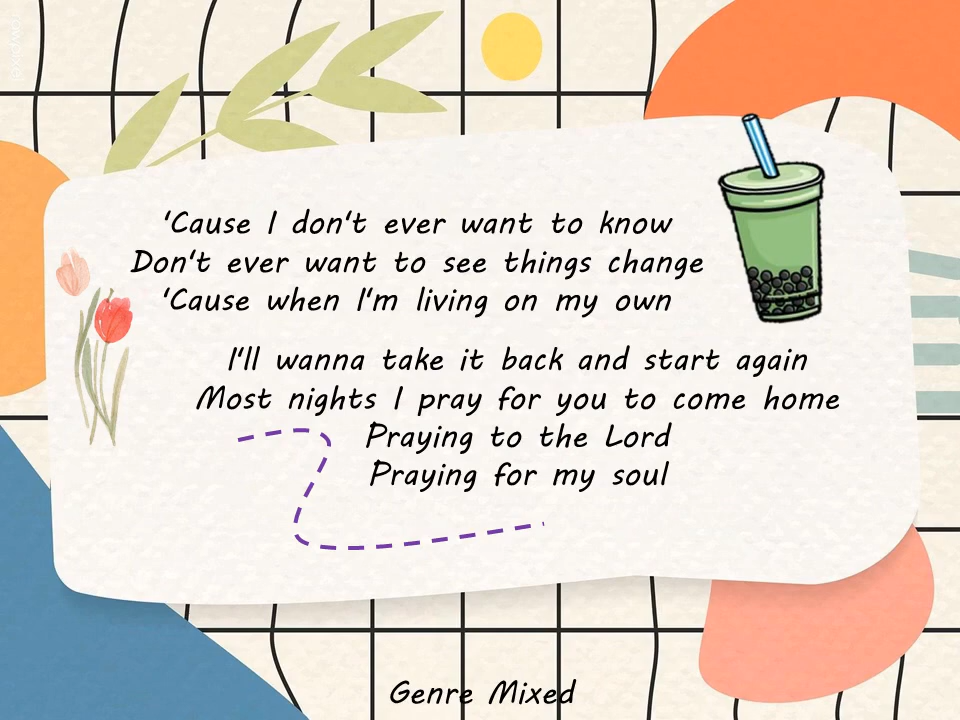 'Cause I don't ever want to know
Don't ever want to see things change
'Cause when I'm living on my own
I'll wanna take it back and start again
Most nights I pray for you to come home
Praying to the Lord
Praying for my soul
Genre Mixed